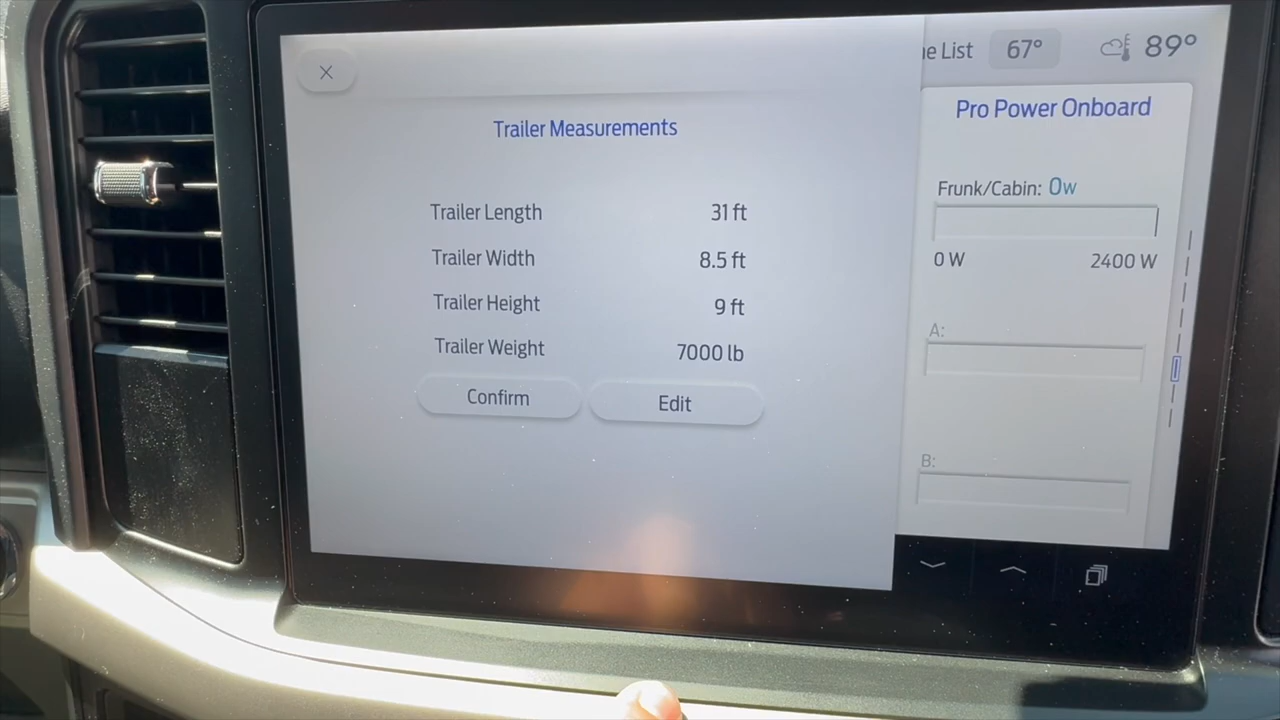 Trailer Measurements
Trailer Length 31 ft
Trailer Width 8.5 ft
Trailer Height 9 ft
Trailer Weight 7000 lb
Confirm Edit
List 67° 89°
Pro Power Onboard
Frunk/Cabin: 0w
0 W 2400 W
A:
B: